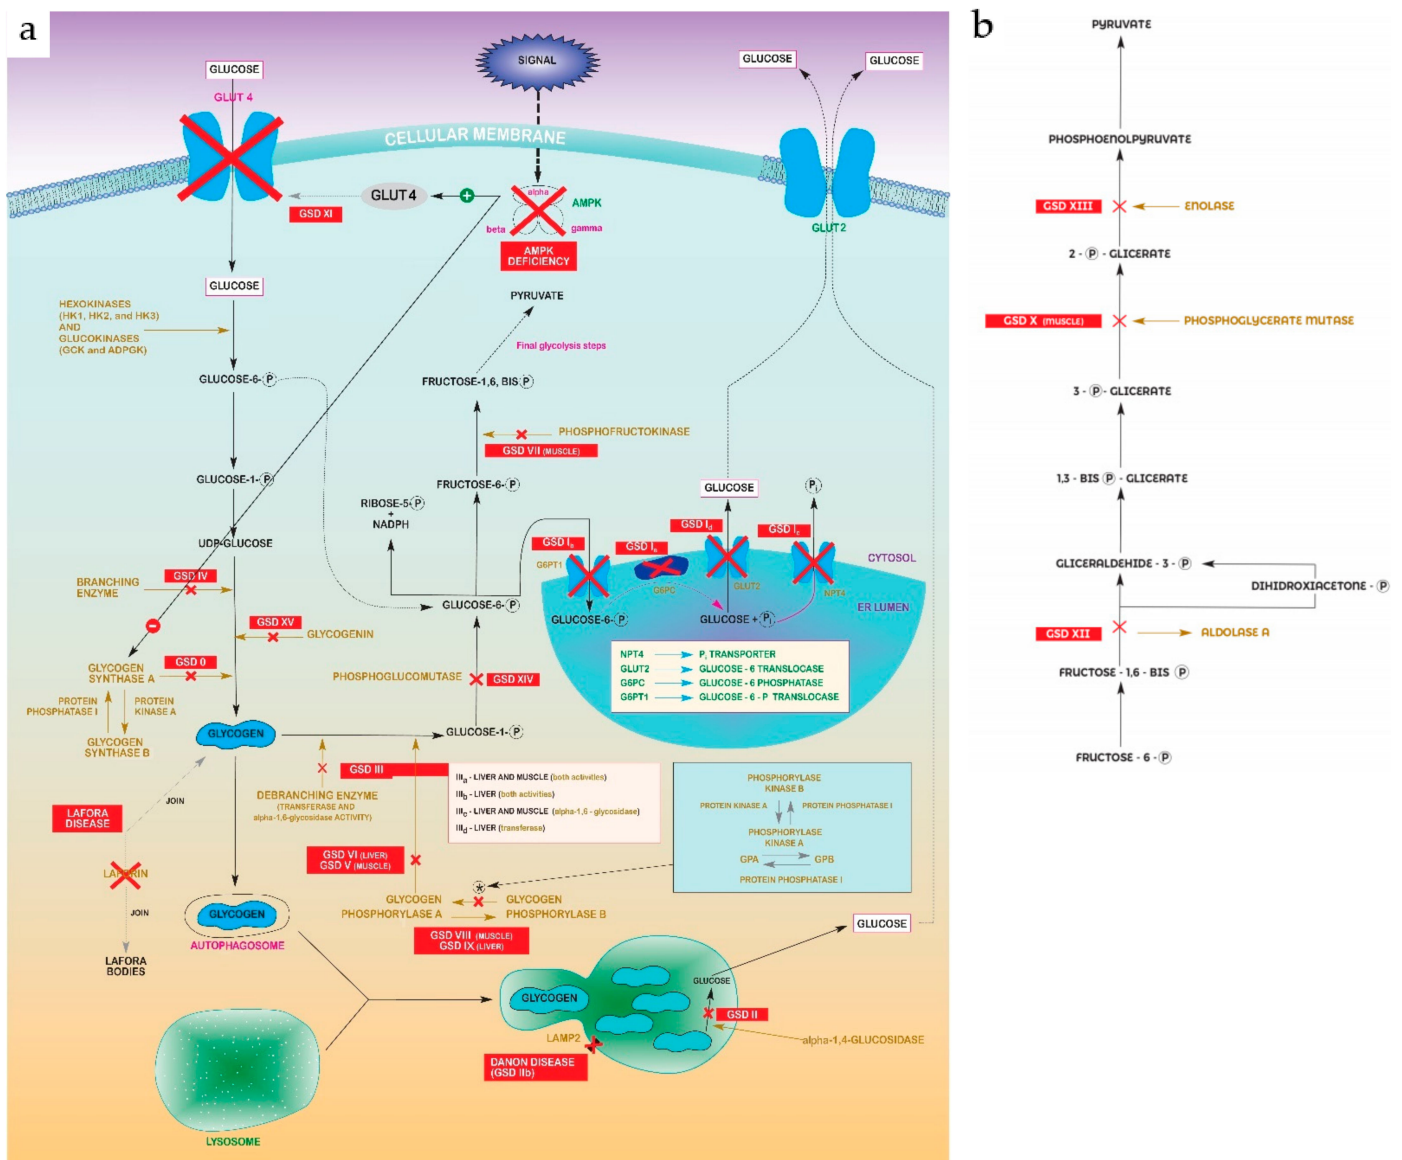 a
GLUCOSE
GLUT 4
SIGNAL
GLUCOSE
GLUCOSE
CELLULAR MEMBRANE
GLUT4
+
GSD XI
alpha
AMPK
beta
gamma
AMPK
DEFICIENCY
GLUT2
GLUCOSE
HEXOKINASES
(HK1, HK2, and HK3)
AND
GLUCOKINASES
(GCK and ADPGK)
PYRUVATE
Final glycolysis steps
GLUCOSE-6-P
FRUCTOSE-1,6, BIS P
PHOSPHOFRUCTOKINASE
GSD VII (MUSCLE)
GLUCOSE-1-P
FRUCTOSE-6-P
RIBOSE-5-P
+
NADPH
UDP-GLUCOSE
GLUCOSE
Pi
GSD Id
GSD Ic
GSD Ia
G6PT1
G6PC
GLUT2
NPT4
CYTOSOL
ER LUMEN
BRANCHING
ENZYME
GSD IV
GSD XV
GLYCOGENIN
GLUCOSE-6-P
GLUCOSE-6-P
GLUCOSE + Pi
-
GLYCOGEN
SYNTHASE A
GSD 0
PHOSPHOGLUCOMUTASE
GSD XIV
NPT4 Pi TRANSPORTER
GLUT2 GLUCOSE - 6 TRANSLOCASE
G6PC GLUCOSE - 6 PHOSPHATASE
G6PT1 GLUCOSE - 6 - P TRANSLOCASE
PROTEIN
PHOSPHATASE I
PROTEIN
KINASE A
GLYCOGEN
SYNTHASE B
GLYCOGEN
GLUCOSE-1-P
GSD III
DEBRANCHING ENZYME
(TRANSFERASE AND
alpha-1,6-glycosidase ACTIVITY)
IIIa - LIVER AND MUSCLE (both activities)
IIIb - LIVER (both activities)
IIIc - LIVER AND MUSCLE (alpha-1,6 - glycosidase)
IIId - LIVER (transferasa)
PHOSPHORYLASE
KINASE B
PROTEIN KINASE A
PROTEIN PHOSPHATASE I
PHOSPHORYLASE
KINASE A
GPA
GPB
PROTEIN PHOSPHATASE I
JOIN
LAFORA
DISEASE
LAFORIN
JOIN
LAFORA
BODIES
GSD VI (LIVER)
GSD V (MUSCLE)
*
GLYCOGEN
PHOSPHORYLASE A
GLYCOGEN
PHOSPHORYLASE B
GSD VIII (MUSCLE)
GSD IX (LIVER)
GLYCOGEN
AUTOPHAGOSOME
GLUCOSE
GLYCOGEN
GLUCOSE
GSD II
LAMP2
alpha-1,4-GLUCOSIDASE
DANON DISEASE
(GSD IIb)
LYSOSOME
b
PYRUVATE
PHOSPHOENOLPYRUVATE
GSD XIII
ENOLASE
2 - P - GLICERATE
GSD X (MUSCLE)
PHOSPHOGLYCERATE MUTASE
3 - P - GLICERATE
1,3 - BIS P - GLICERATE
GLICERALDEHIDE - 3 - P
DIHIDROXIACETONE - P
GSD XII
ALDOLASE A
FRUCTOSE - 1,6 - BIS P
FRUCTOSE - 6 - P